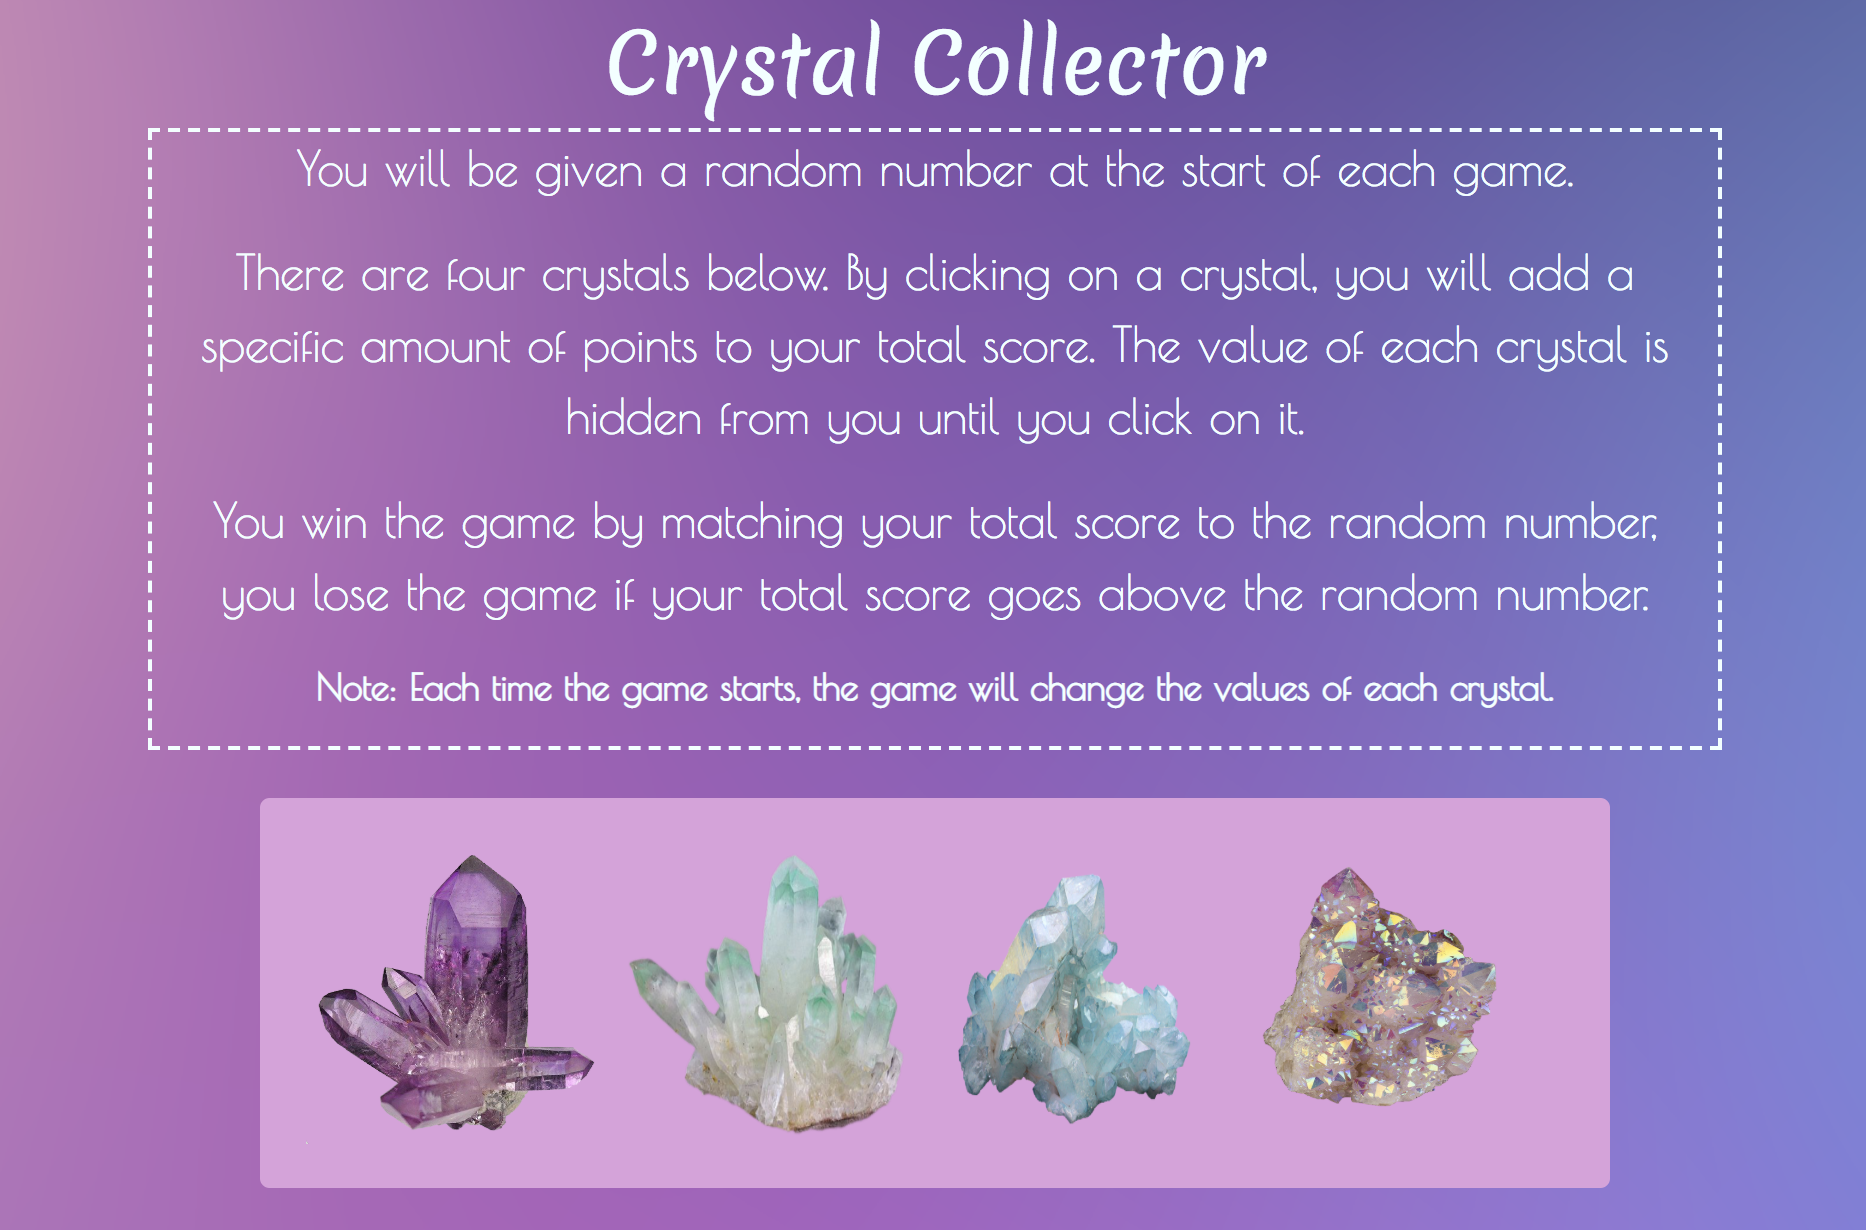 Crystal Collector
You will be given a random number at the start of each game.
There are four crystals below. By clicking on a crystal, you will add a
specific amount of points to your total score. The value of each crystal is
hidden from you until you click on it.
You win the game by matching your total score to the random number,
you lose the game if your total score goes above the random number.
Note: Each time the game starts, the game will change the values of each crystal.